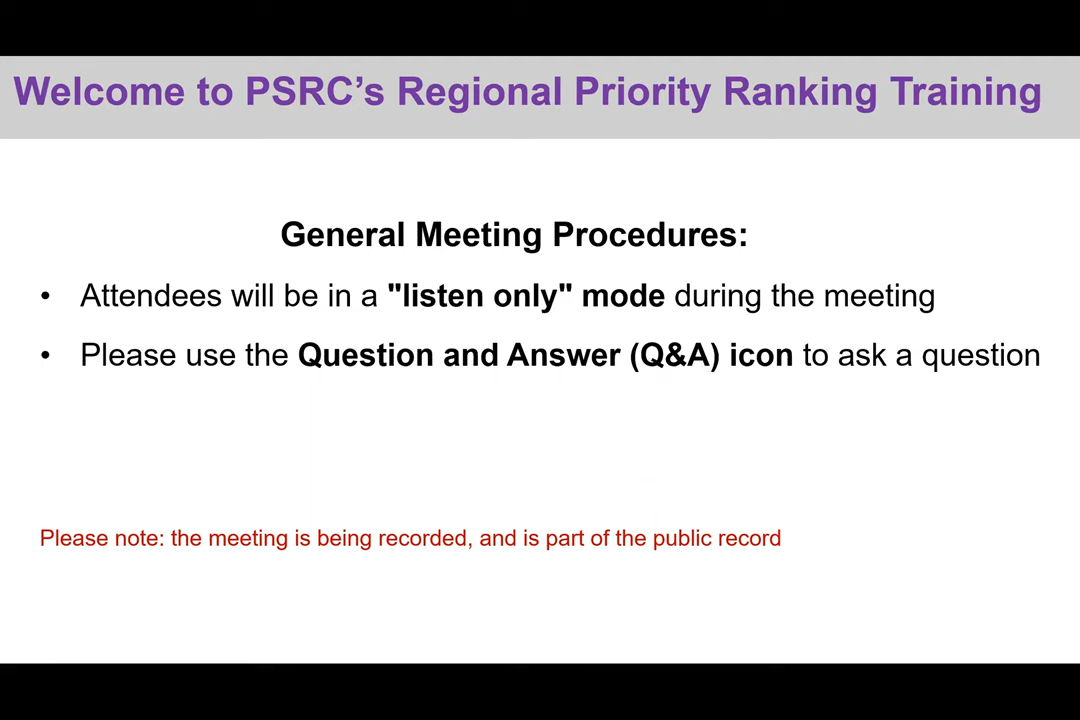 Welcome to PSRC’s Regional Priority Ranking Training
General Meeting Procedures:
• Attendees will be in a "listen only" mode during the meeting
• Please use the Question and Answer (Q&A) icon to ask a question
Please note: the meeting is being recorded, and is part of the public record